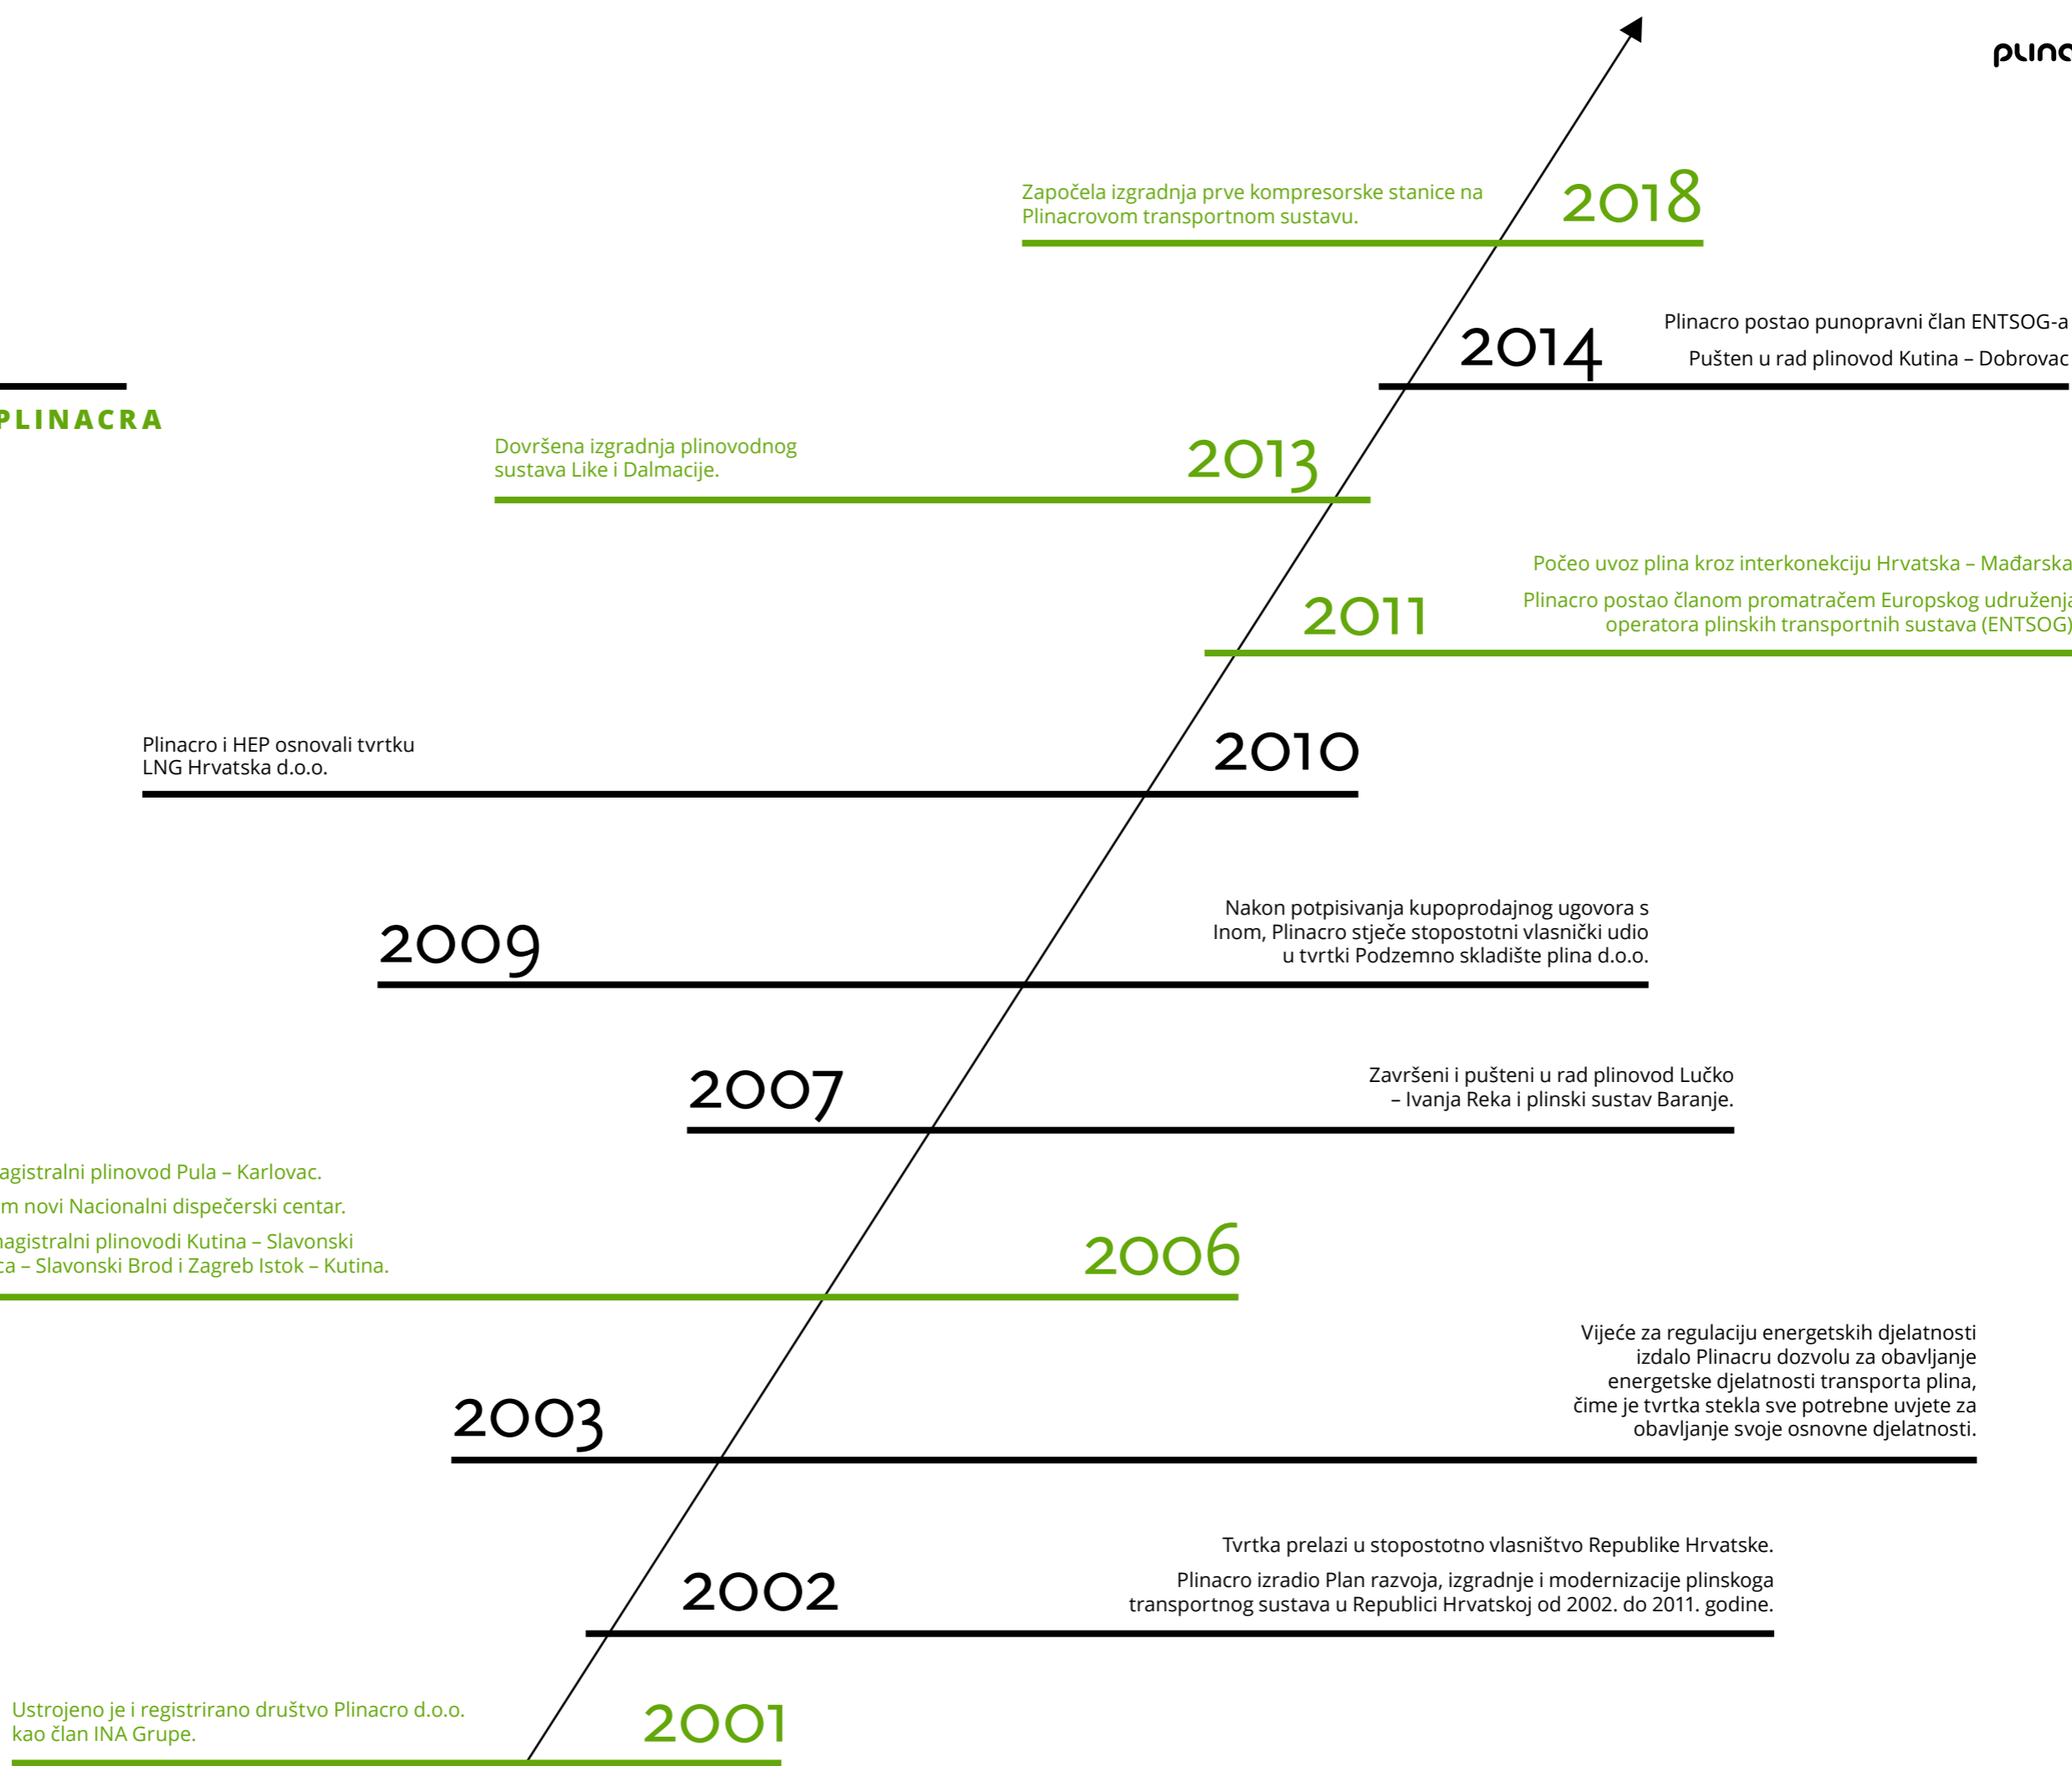 Započela izgradnja prve kompresorske stanice na
Plinacrovom transportnom sustavu.
2018
2014
Plinacro postao punopravni član ENTSOG-a
Pušten u rad plinovod Kutina – Dobrovac
PLINACRA
Dovršena izgradnja plinovodnog
sustava Like i Dalmacije.
2013
Počeo uvoz plina kroz interkonekciju Hrvatska – Mađarska
2011
Plinacro postao članom promatračem Europskog udruženja
operatora plinskih transportnih sustava (ENTSOG)
Plinacro i HEP osnovali tvrtku
LNG Hrvatska d.o.o.
2010
2009
Nakon potpisivanja kupoprodajnog ugovora s
Inom, Plinacro stječe stopostotni vlasnički udio
u tvrtki Podzemno skladište plina d.o.o.
2007
Završeni i pušteni u rad plinovod Lučko
– Ivanja Reka i plinski sustav Baranje.
plinovod Pula – Karlovac.
novi Nacionalni dispečerski centar.
plinovodi Kutina – Slavonski
– Slavonski Brod i Zagreb Istok – Kutina.
2006
2003
Vijeće za regulaciju energetskih djelatnosti
izdalo Plinacru dozvolu za obavljanje
energetske djelatnosti transporta plina,
čime je tvrtka stekla sve potrebne uvjete za
obavljanje svoje osnovne djelatnosti.
2002
Tvrtka prelazi u stopostotno vlasništvo Republike Hrvatske.
Plinacro izradio Plan razvoja, izgradnje i modernizacije plinskoga
transportnog sustava u Republici Hrvatskoj od 2002. do 2011. godine.
Ustrojeno je i registrirano društvo Plinacro d.o.o.
kao član INA Grupe.
2001